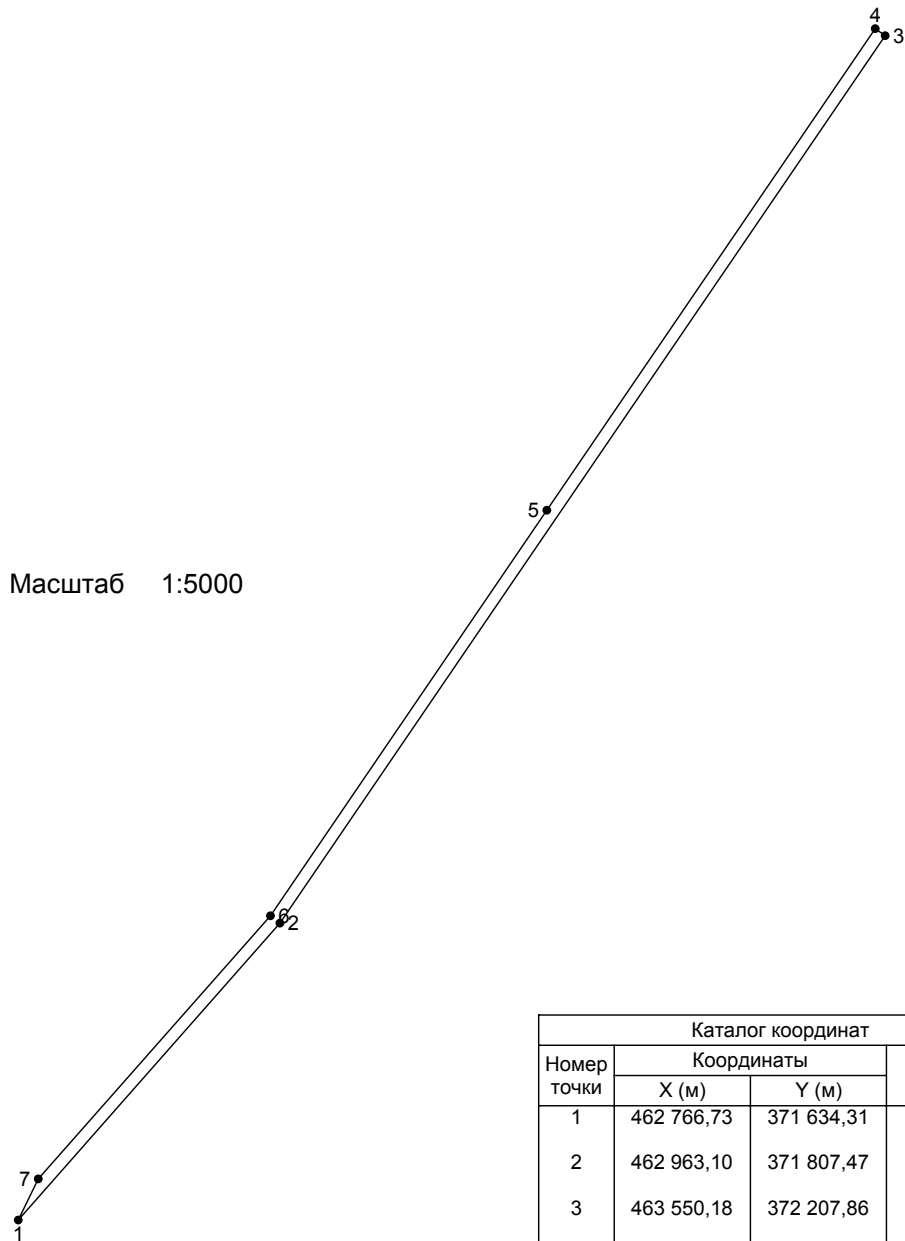 4
3
5
Масштаб 1:5000
6
2
7
1
Каталог координат
Номер точки
Координаты
X (м) Y (м)
1 462 766,73 371 634,31
2 462 963,10 371 807,47
3 463 550,18 372 207,86